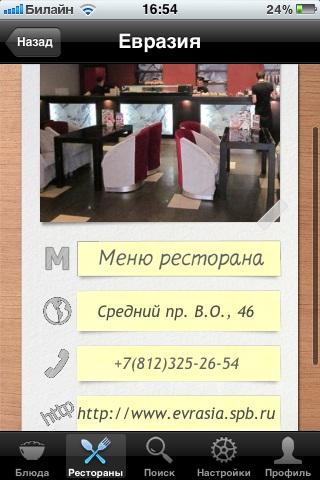 Билайн 16:54 24%
Назад Евразия
М Меню ресторана
Средний пр. В.О., 46
+7(812)325-26-54
http http://www.evrasia.spb.ru
Блюда Рестораны Поиск Настройки Профиль